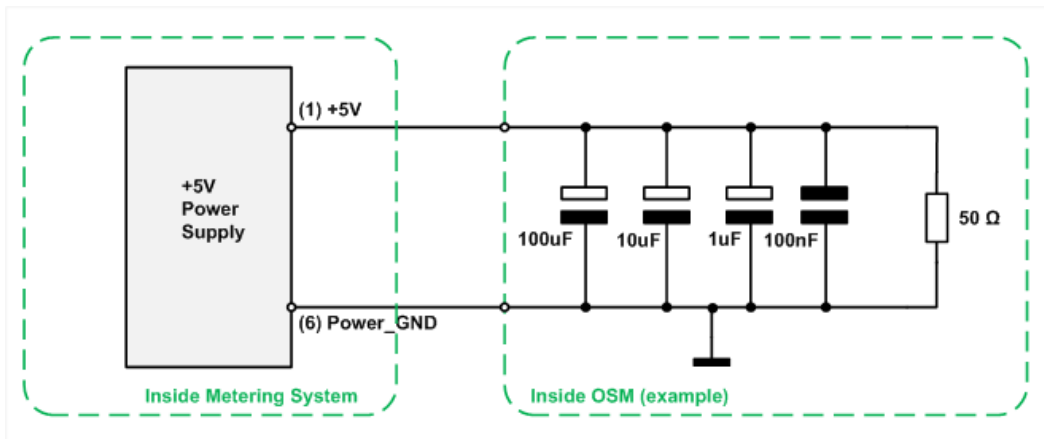 (1) +5V
+5V
Power
Supply
100uF
10uF
1uF
100nF
50 Ω
(6) Power_GND
Inside Metering System
Inside OSM (example)